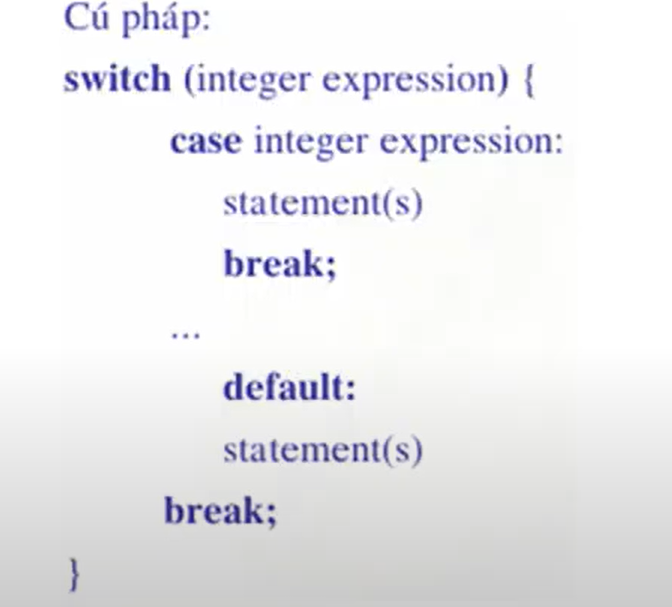 Cú pháp:
switch (integer expression) {
case integer expression:
statement(s)
break;
...
default:
statement(s)
break;
}